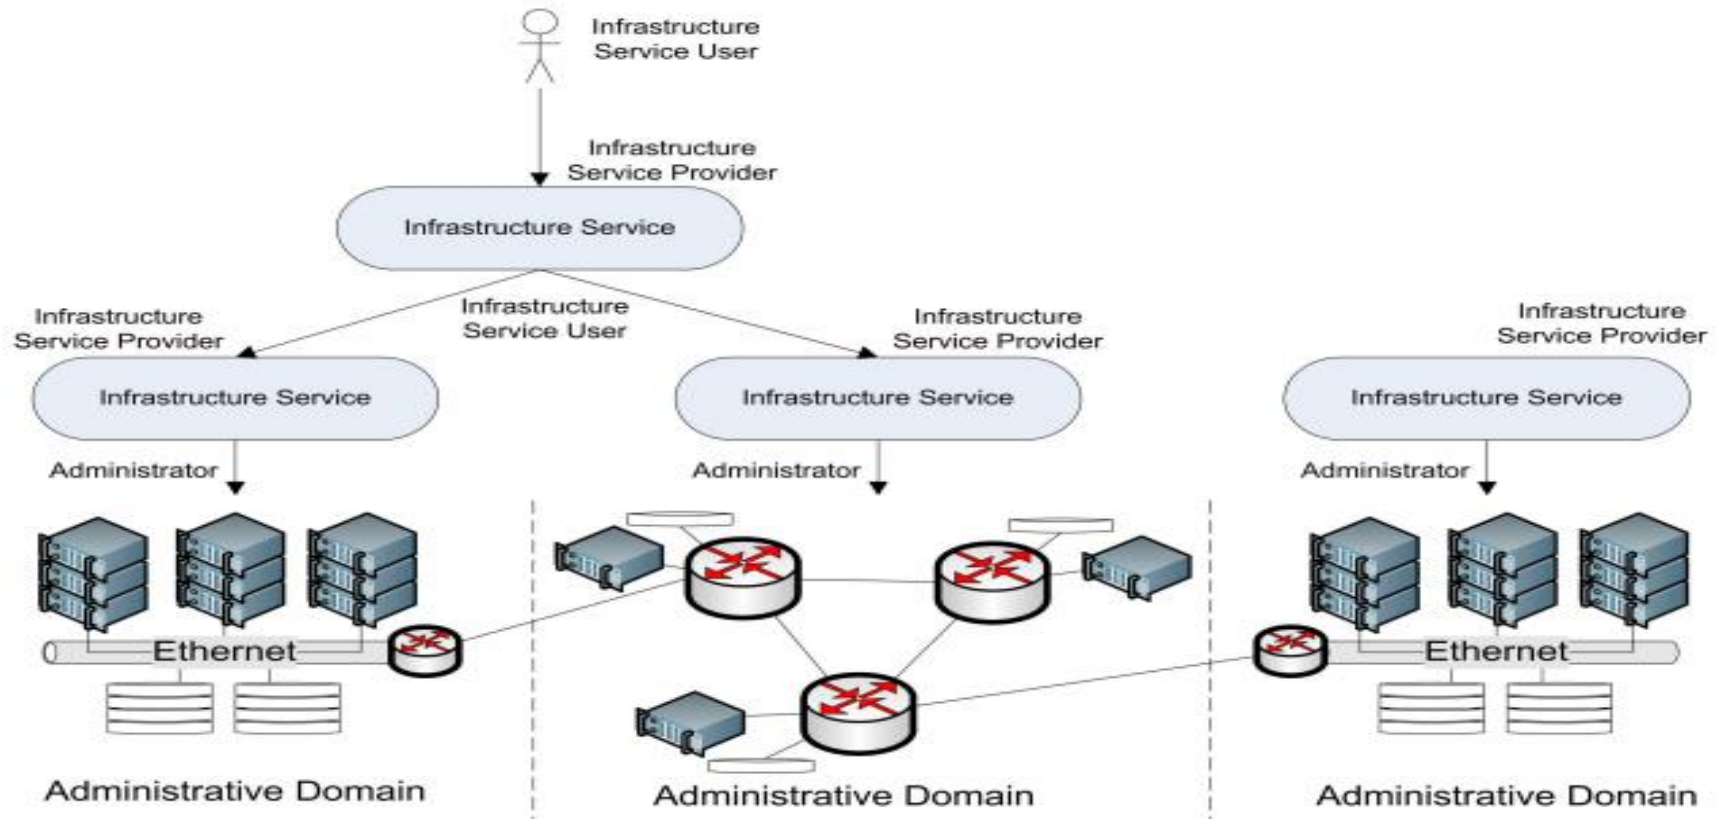 Infrastructure
Service User
Infrastructure
Service Provider
Infrastructure Service
Infrastructure
Service Provider
Infrastructure
Service User
Infrastructure
Service Provider
Infrastructure
Service Provider
Infrastructure Service
Infrastructure Service
Infrastructure Service
Administrator
Administrator
Administrator
Ethernet
Ethernet
Administrative Domain
Administrative Domain
Administrative Domain